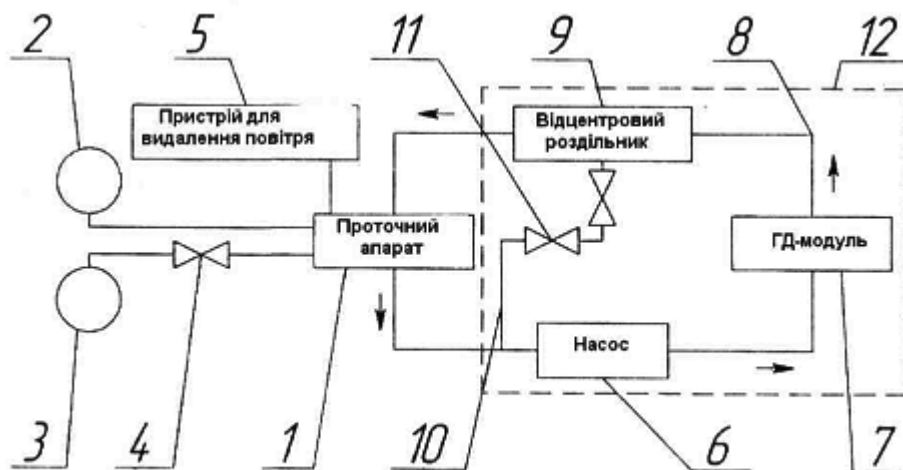 2 5 11 9 8 12
Пристрій для
видалення повітря
Відцентровий
роздільник
Проточний
апарат
ГД-модуль
Насос
3 4 1 10 6 7